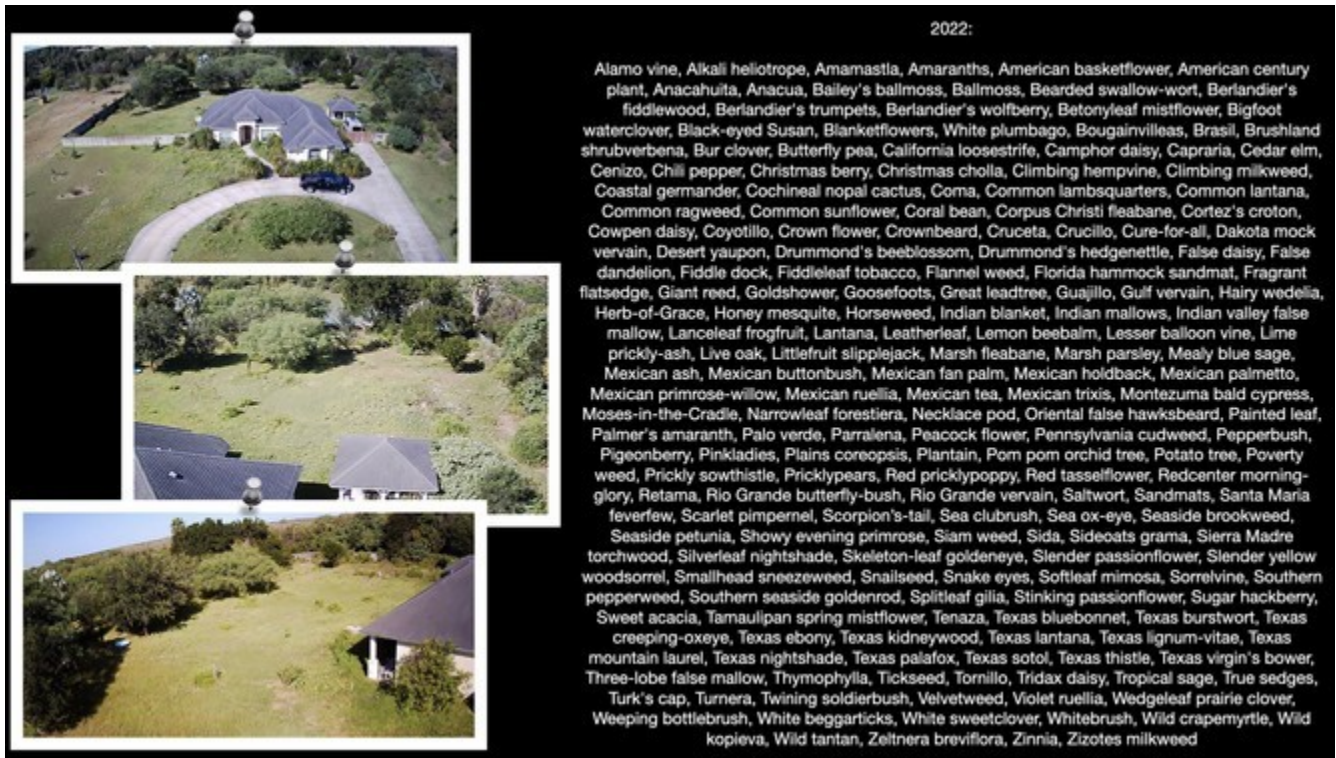 2022:
Alamo vine, Alkali heliotrope, Amamastla, Amaranths, American basketflower, American century
plant, Anacahuita, Anacua, Bailey's ballmoss, Ballmoss, Bearded swallow-wort, Berlandier's
fiddlewood, Berlandier's trumpets, Berlandier's wolfberry, Betonyleaf mistflower, Bigfoot
waterclover, Black-eyed Susan, Blanketflowers, White plumbago, Bougainvilleas, Brasil, Brushland
shrubverbena, Bur clover, Butterfly pea, California loosestrife, Camphor daisy, Capraria, Cedar elm,
Cenizo, Chili pepper, Christmas berry, Christmas cholla, Climbing hempvine, Climbing milkweed,
Coastal germander, Cochineal nopal cactus, Coma, Common lambsquarters, Common lantana,
Common ragweed, Common sunflower, Coral bean, Corpus Christi fleabane, Cortez's croton,
Cowpen daisy, Coyotillo, Crown flower, Crownbeard, Cruceta, Crucillo, Cure-for-all, Dakota mock
vervain, Desert yaupon, Drummond's beeblossom, Drummond's hedgenettle, False daisy, False
dandelion, Fiddle dock, Fiddleleaf tobacco, Flannel weed, Florida hammock sandmat, Fragrant
flatsedge, Giant reed, Goldshower, Goosefoots, Great leadtree, Guajillo, Gulf vervain, Hairy wedelia,
Herb-of-Grace, Honey mesquite, Horseweed, Indian blanket, Indian mallows, Indian valley false
mallow, Lanceleaf frogfruit, Lantana, Leatherleaf, Lemon beebalm, Lesser balloon vine, Lime
prickly-ash, Live oak, Littlefruit slipplejack, Marsh fleabane, Marsh parsley, Mealy blue sage,
Mexican ash, Mexican buttonbush, Mexican fan palm, Mexican holdback, Mexican palmetto,
Mexican primrose-willow, Mexican ruellia, Mexican tea, Mexican trixis, Montezuma bald cypress,
Moses-in-the-Cradle, Narrowleaf forestiera, Necklace pod, Oriental false hawksbeard, Painted leaf,
Palmer's amaranth, Palo verde, Parralena, Peacock flower, Pennsylvania cudweed, Pepperbush,
Pigeonberry, Pinkladies, Plains coreopsis, Plantain, Pom pom orchid tree, Potato tree, Poverty
weed, Prickly sowthistle, Pricklypears, Red pricklypoppy, Red tasselflower, Redcenter morning-
glory, Retama, Rio Grande butterfly-bush, Rio Grande vervain, Saltwort, Sandmats, Santa Maria
feverfew, Scarlet pimpernel, Scorpion's-tail, Sea clubrush, Sea ox-eye, Seaside brookweed,
Seaside petunia, Showy evening primrose, Siam weed, Sida, Sideoats grama, Sierra Madre
torchwood, Silverleaf nightshade, Skeleton-leaf goldeneye, Slender passionflower, Slender yellow
woodsorrel, Smallhead sneezeweed, Snailseed, Snake eyes, Softleaf mimosa, Sorrelvine, Southern
pepperweed, Southern seaside goldenrod, Splitleaf gilia, Stinking passionflower, Sugar hackberry,
Sweet acacia, Tamaulipan spring mistflower, Tenaza, Texas bluebonnet, Texas burstwort, Texas
creeping-oxeye, Texas ebony, Texas kidneywood, Texas lantana, Texas lignum-vitae, Texas
mountain laurel, Texas nightshade, Texas palafox, Texas sotol, Texas thistle, Texas virgin's bower,
Three-lobe false mallow, Thymophylla, Tickseed, Tornillo, Tridax daisy, Tropical sage, True sedges,
Turk's cap, Turnera, Twining soldierbush, Velvetweed, Violet ruellia, Wedgeleaf prairie clover,
Weeping bottlebrush, White beggarticks, White sweetclover, Whitebrush, Wild crapemyrtle, Wild
kopieva, Wild tantan, Zeltnera breviflora, Zinnia, Zizotes milkweed